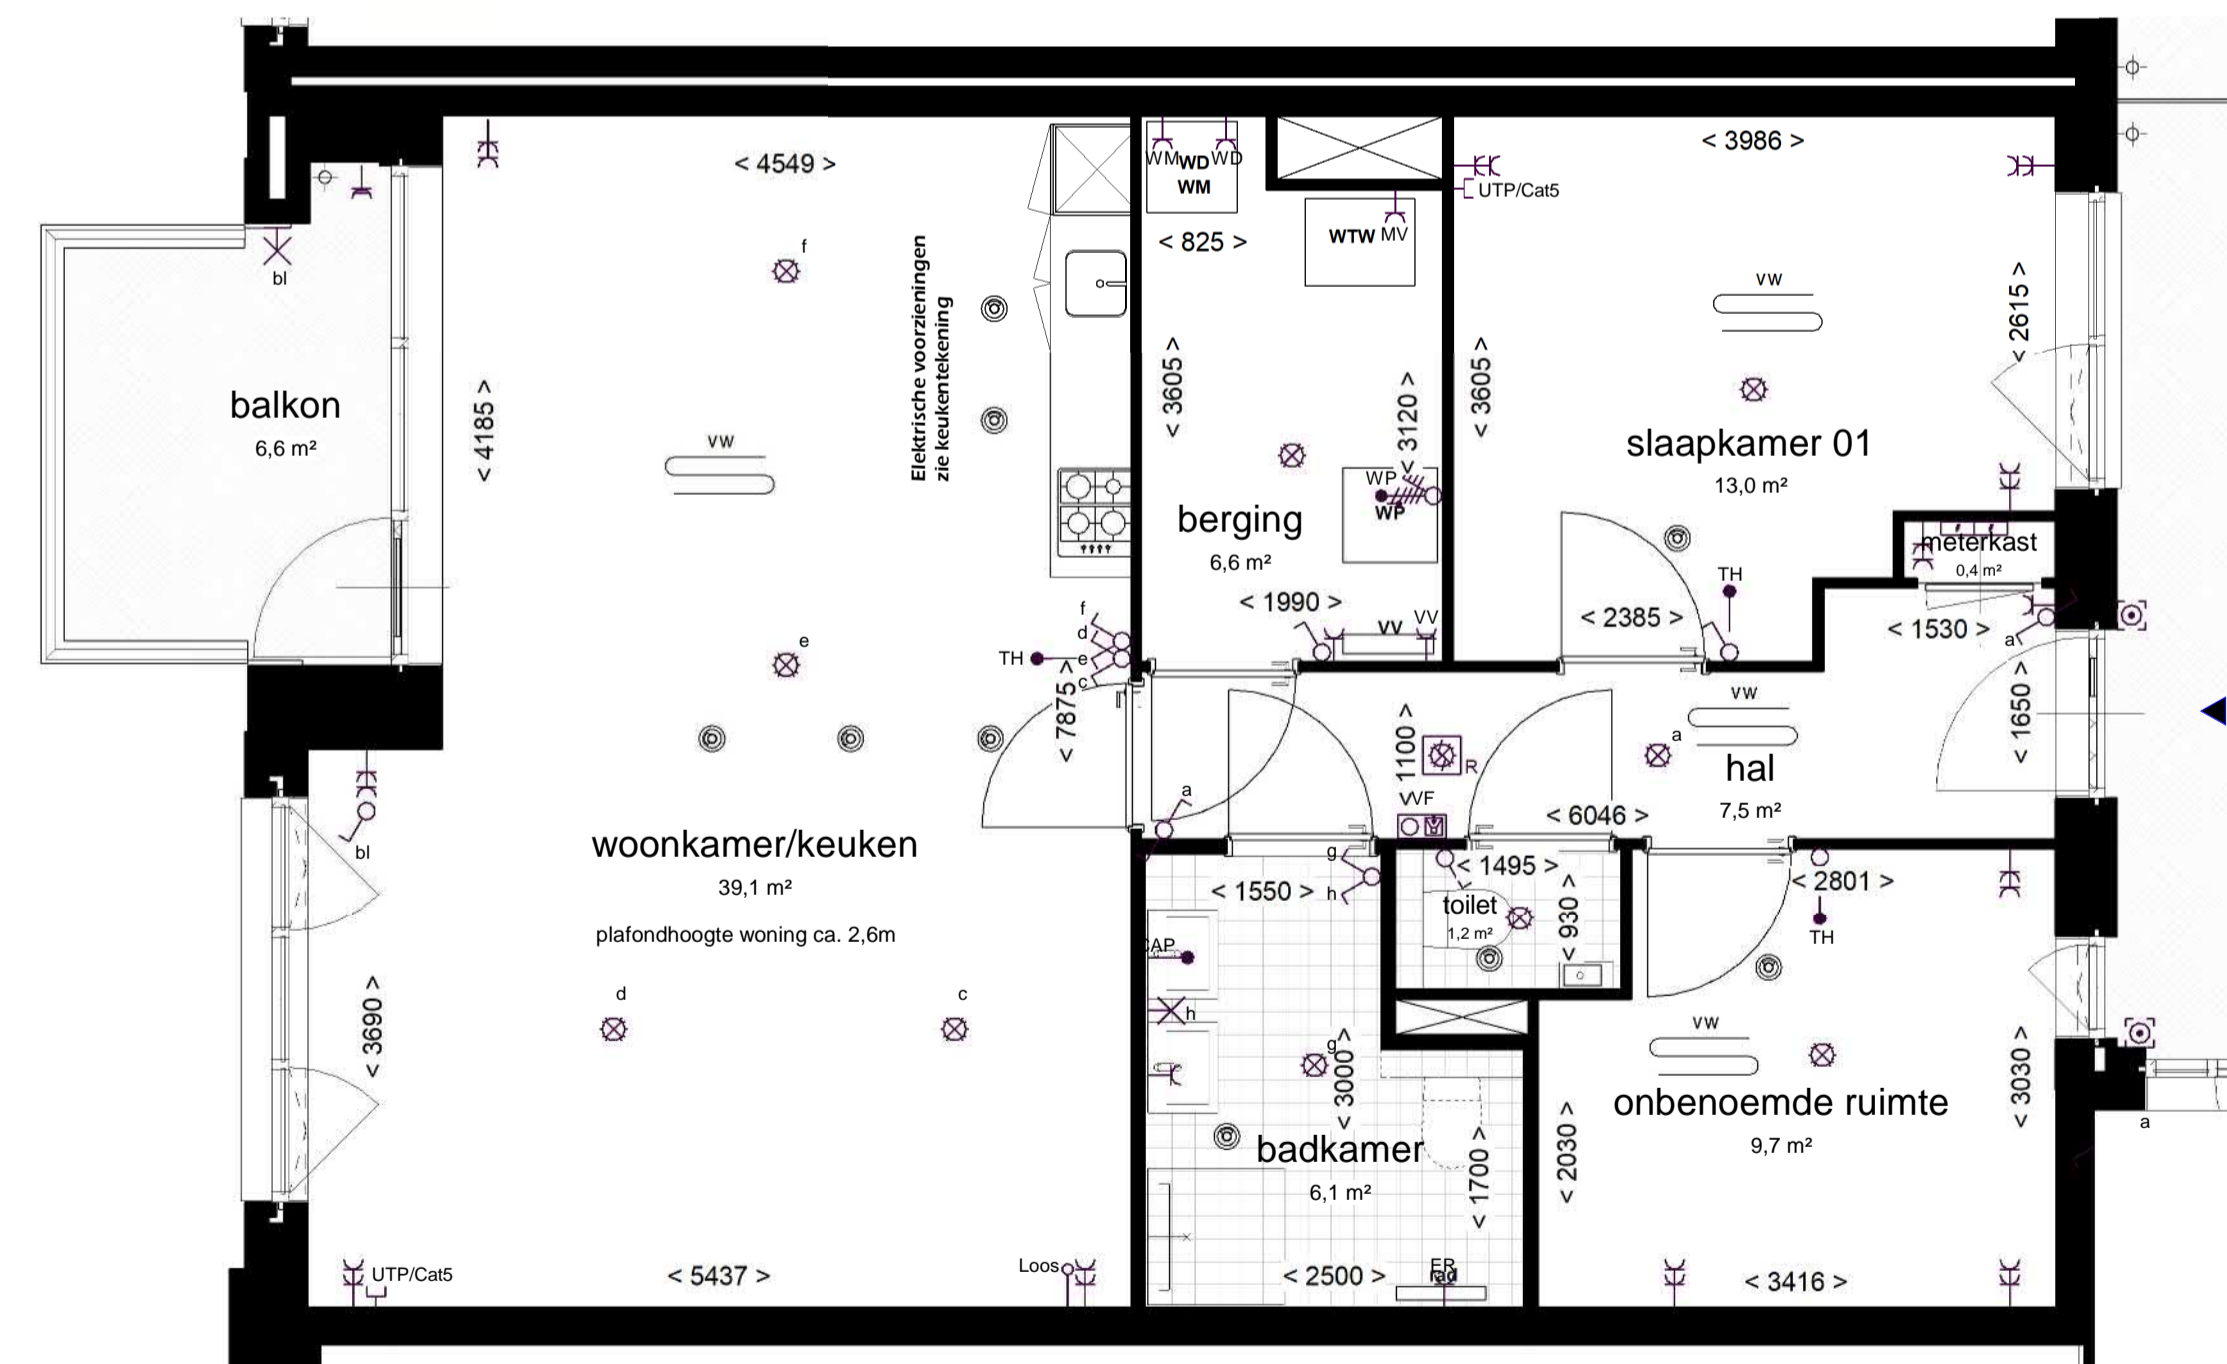 < 4549 >
< 3986 >
WM
WD
WD
WM
UTP/Cat5
< 825 >
WTW
MV
f
bl
Elektrische voorzieningen
zie keukentekening
vw
< 2615 >
balkon
6,6 m²
< 4185 >
vw
< 3605 >
< 3120 >
< 3605 >
slaapkamer 01
13,0 m²
WP
WP
berging
6,6 m²
meterkast
0,4 m²
TH
< 1990 >
VV
VV
< 2385 >
< 1530 >
a
f
d
e
c
TH
e
< 7875 >
vw
< 1650 >
a
< 1100 >
R
hal
7,5 m²
a
VF
< 6046 >
woonkamer/keuken
39,1 m²
plafondhoogte woning ca. 2,6m
bl
g
h
< 1550 >
< 1495 >
< 2801 >
toilet
1,2 m²
< 930 >
TH
CAP
d
c
< 3690 >
h
g
< 3000 >
vw
onbenoemde ruimte
9,7 m²
< 3030 >
a
badkamer
6,1 m²
< 1700 >
< 2030 >
UTP/Cat5
< 5437 >
Loos
< 2500 >
ER
rad
< 3416 >